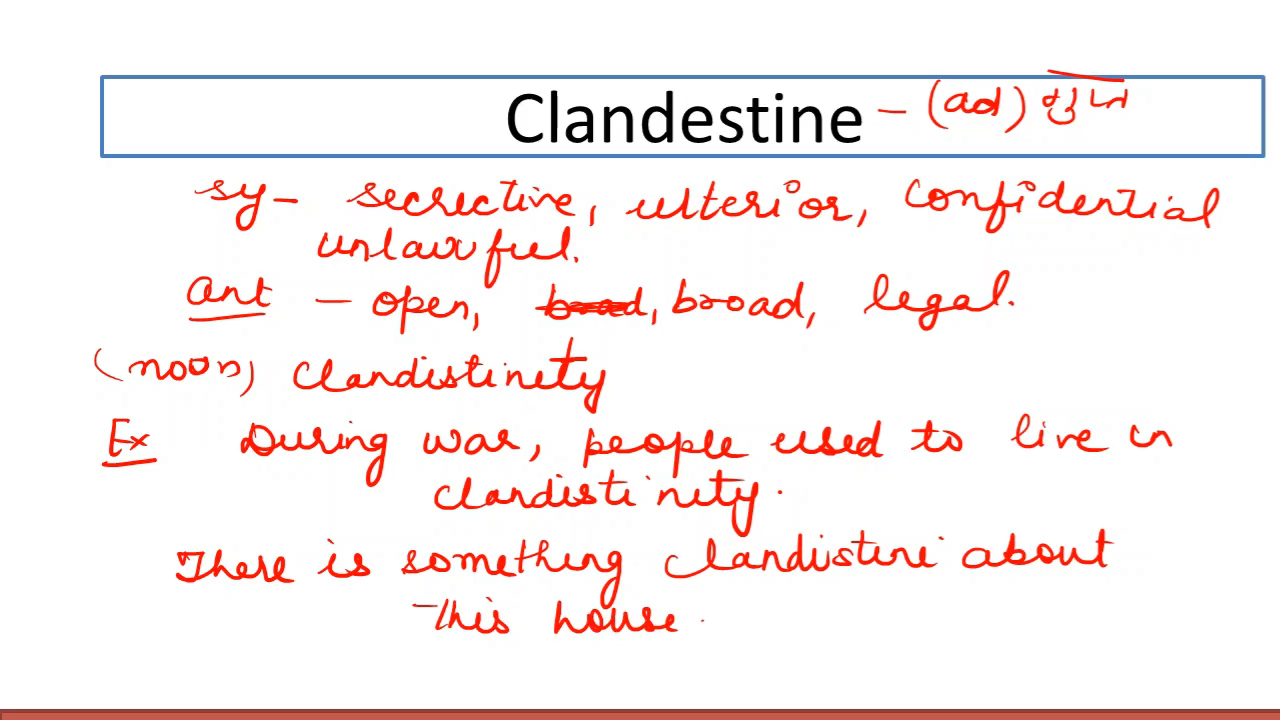 Clandestine – (ad) गुप्त
sy – secrective, ulterior, confidential
unlawful.
ant – open, broad, legal.
(noun) Clandistinety
Ex During war, people used to live in
clandistinety.
There is something clandistine about
this house.